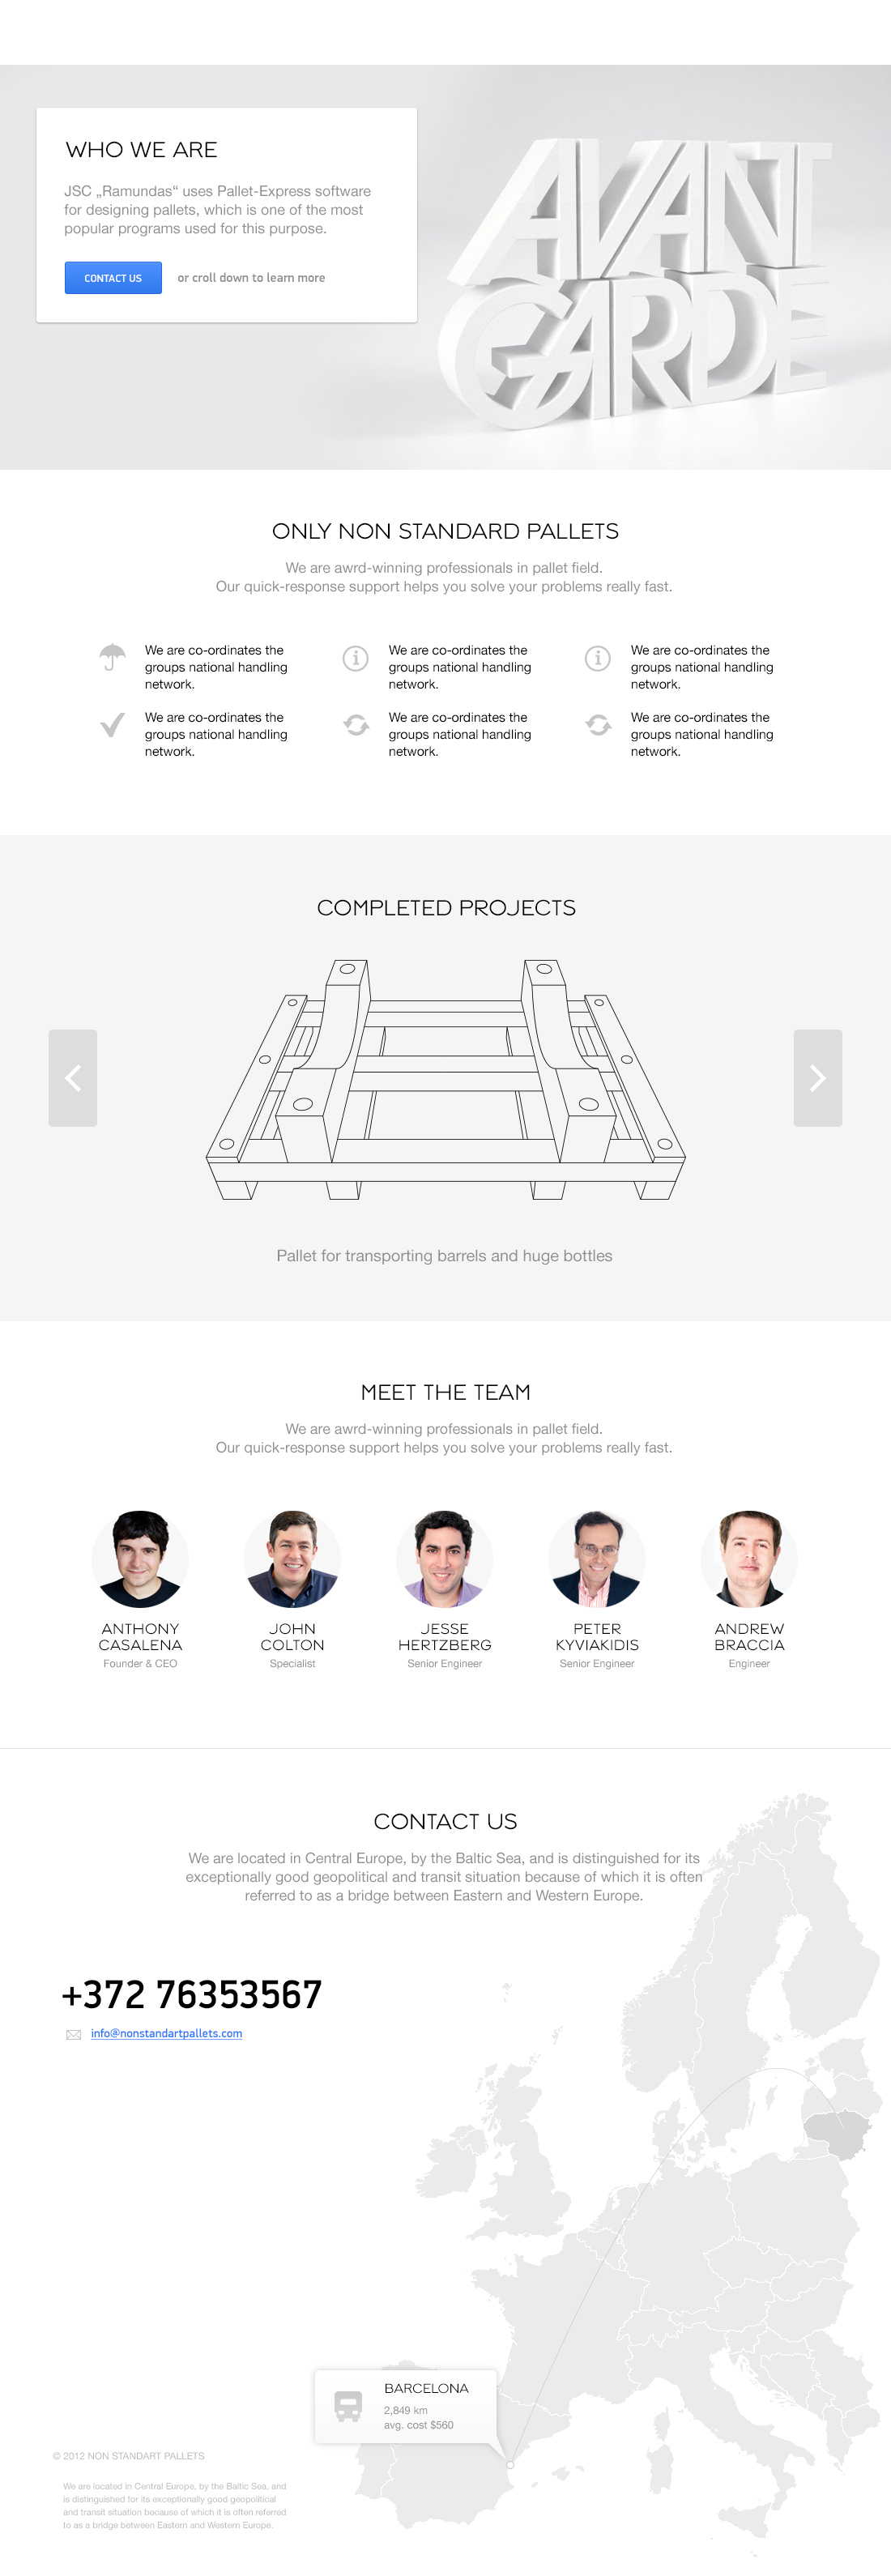 WHO WE ARE
JSC „Ramundas“ uses Pallet-Express software
for designing pallets, which is one of the most
popular programs used for this purpose.
CONTACT US
or croll down to learn more
AVANT
GARDE
ONLY NON STANDARD PALLETS
We are awrd-winning professionals in pallet field.
Our quick-response support helps you solve your problems really fast.
We are co-ordinates the
groups national handling
network.
We are co-ordinates the
groups national handling
network.
We are co-ordinates the
groups national handling
network.
We are co-ordinates the
groups national handling
network.
We are co-ordinates the
groups national handling
network.
We are co-ordinates the
groups national handling
network.
COMPLETED PROJECTS
Pallet for transporting barrels and huge bottles
MEET THE TEAM
We are awrd-winning professionals in pallet field.
Our quick-response support helps you solve your problems really fast.
ANTHONY
CASALENA
Founder & CEO
JOHN
COLTON
Specialist
JESSE
HERTZBERG
Senior Engineer
PETER
KYVIAKIDIS
Senior Engineer
ANDREW
BRACCIA
Engineer
CONTACT US
We are located in Central Europe, by the Baltic Sea, and is distinguished for its
exceptionally good geopolitical and transit situation because of which it is often
referred to as a bridge between Eastern and Western Europe.
+372 76353567
info@nonstandartpallets.com
BARCELONA
2,849 km
avg. cost $560
© 2012 NON STANDART PALLETS
We are located in Central Europe, by the Baltic Sea, and
is distinguished for its exceptionally good geopolitical
and transit situation because of which it is often referred
to as a bridge between Eastern and Western Europe.